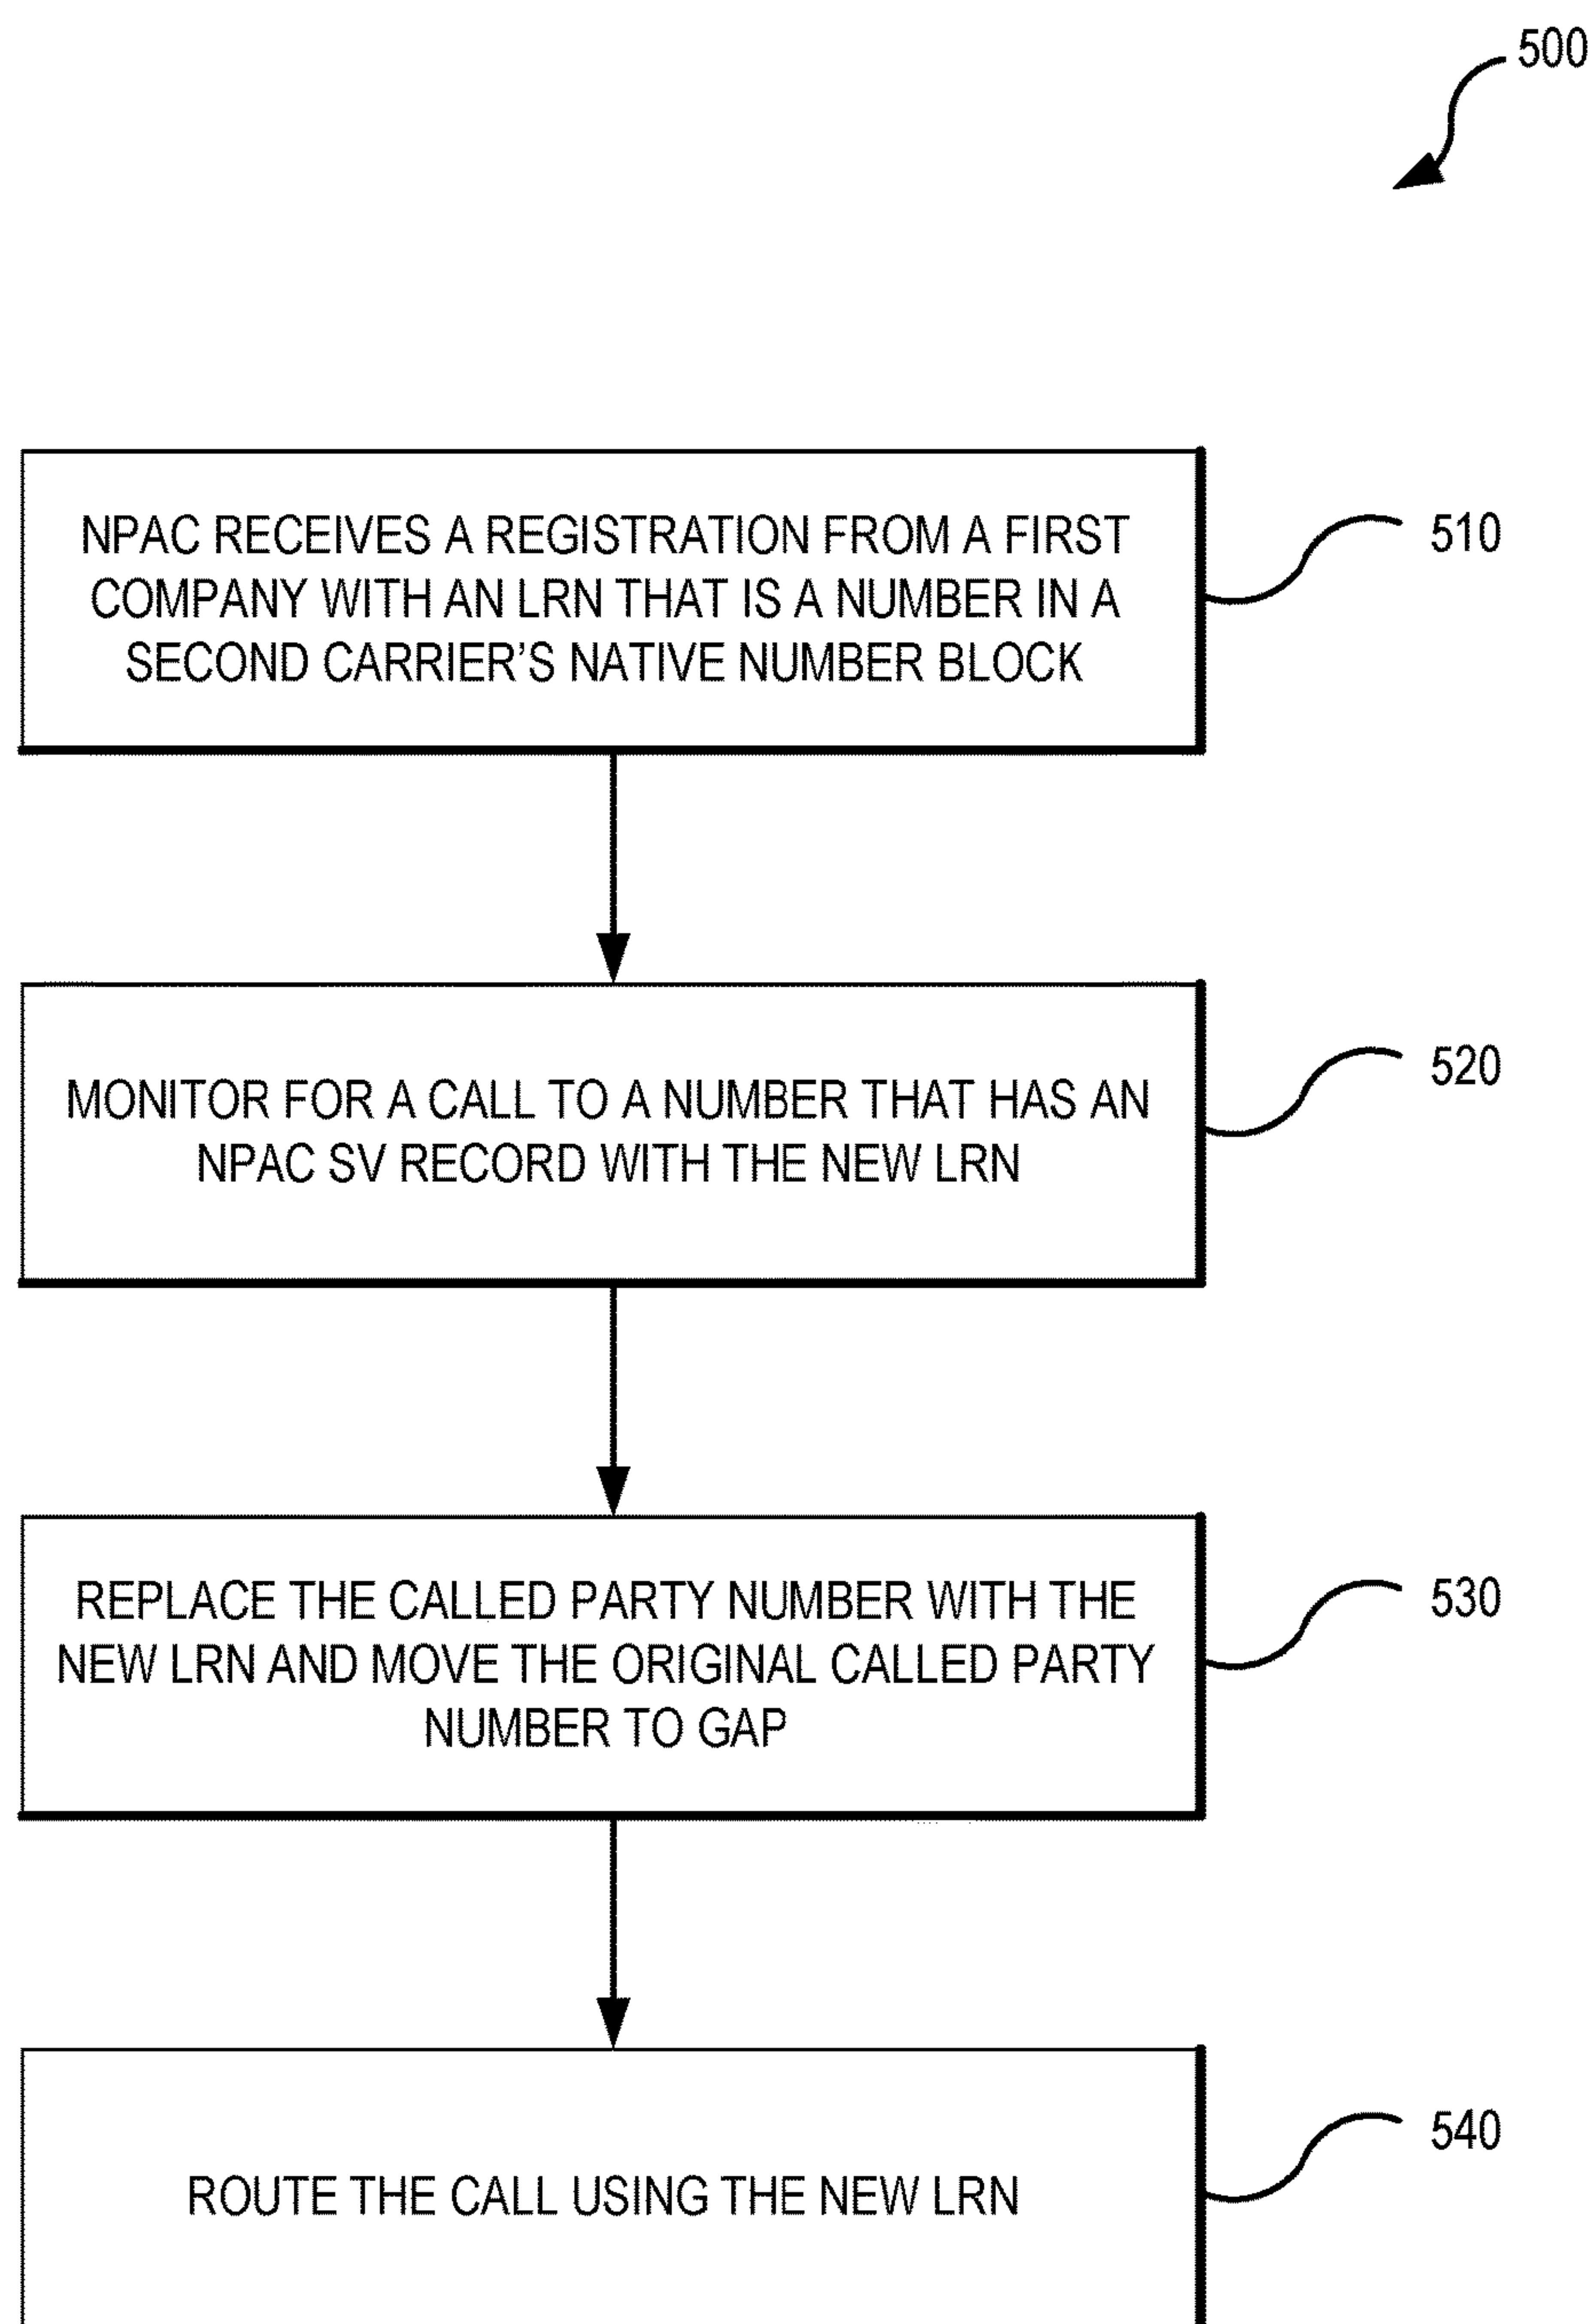 500
NPAC RECEIVES A REGISTRATION FROM A FIRST
COMPANY WITH AN LRN THAT IS A NUMBER IN A
SECOND CARRIER'S NATIVE NUMBER BLOCK
510
MONITOR FOR A CALL TO A NUMBER THAT HAS AN
NPAC SV RECORD WITH THE NEW LRN
520
REPLACE THE CALLED PARTY NUMBER WITH THE
NEW LRN AND MOVE THE ORIGINAL CALLED PARTY
NUMBER TO GAP
530
ROUTE THE CALL USING THE NEW LRN
540